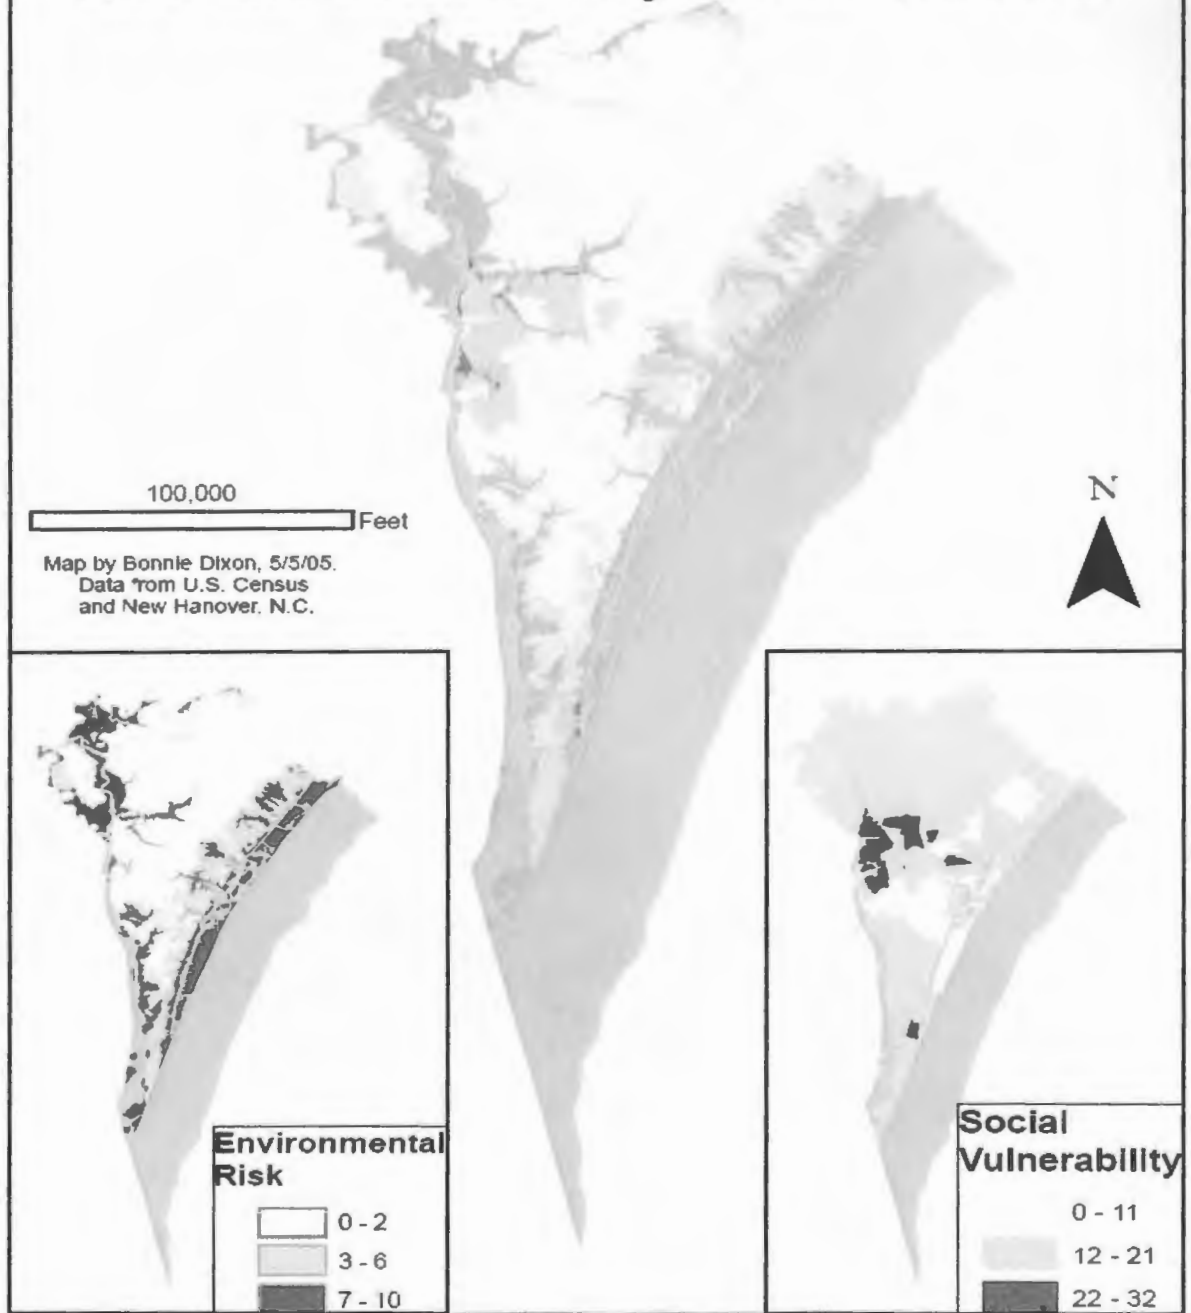 100,000
Feet
Map by Bonnie Dixon, 5/5/05.
Data from U.S. Census
and New Hanover, N.C.
N
Environmental
Risk
0 - 2
3 - 6
7 - 10
Social
Vulnerability
0 - 11
12 - 21
22 - 32